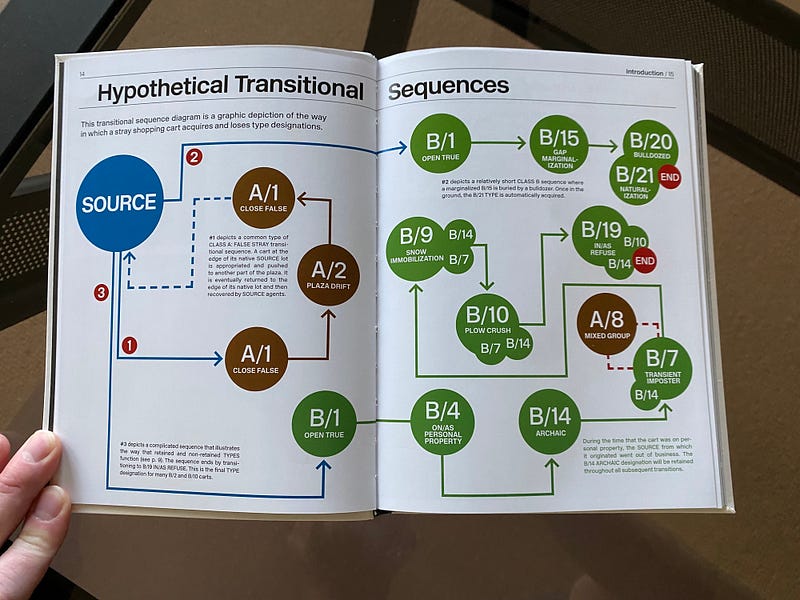 14
Hypothetical Transitional Sequences
Introduction / 15
This transitional sequence diagram is a graphic depiction of the way
in which a stray shopping cart acquires and loses type designations.
SOURCE
2
A/1
CLOSE FALSE
#1 depicts a common type of
CLASS A: FALSE STRAY transi-
tional sequence. A cart at the
edge of its native SOURCE lot
is appropriated and pushed
to another part of the plaza. It
is eventually returned to the
edge of its native lot and then
recovered by SOURCE agents.
A/2
PLAZA DRIFT
3
1
A/1
CLOSE FALSE
B/1
OPEN TRUE
#3 depicts a complicated sequence that illustrates
the way that retained and non-retained TYPES
function (see p. 9). The sequence ends by transi-
tioning to B/19 IN/AS REFUSE. This is the final TYPE
designation for many B/2 and B/10 carts.
B/1
OPEN TRUE
B/15
GAP
MARGINAL-
IZATION
B/20
BULLDOZED
B/21
NATURAL-
IZATION
END
#2 depicts a relatively short CLASS B sequence where
a marginalized B/15 is buried by a bulldozer. Once in the
ground, the B/21 TYPE is automatically acquired.
B/9
SNOW
IMMOBILIZATION
B/14
B/7
B/19
IN/AS
REFUSE
B/10
B/14
END
B/10
PLOW CRUSH
B/7
B/14
A/8
MIXED GROUP
B/7
TRANSIENT
IMPOSTER
B/14
B/4
ON/AS
PERSONAL
PROPERTY
B/14
ARCHAIC
During the time that the cart was on per-
sonal property, the SOURCE from which
it originated went out of business. The
B/14 ARCHAIC designation will be retained
throughout all subsequent transitions.